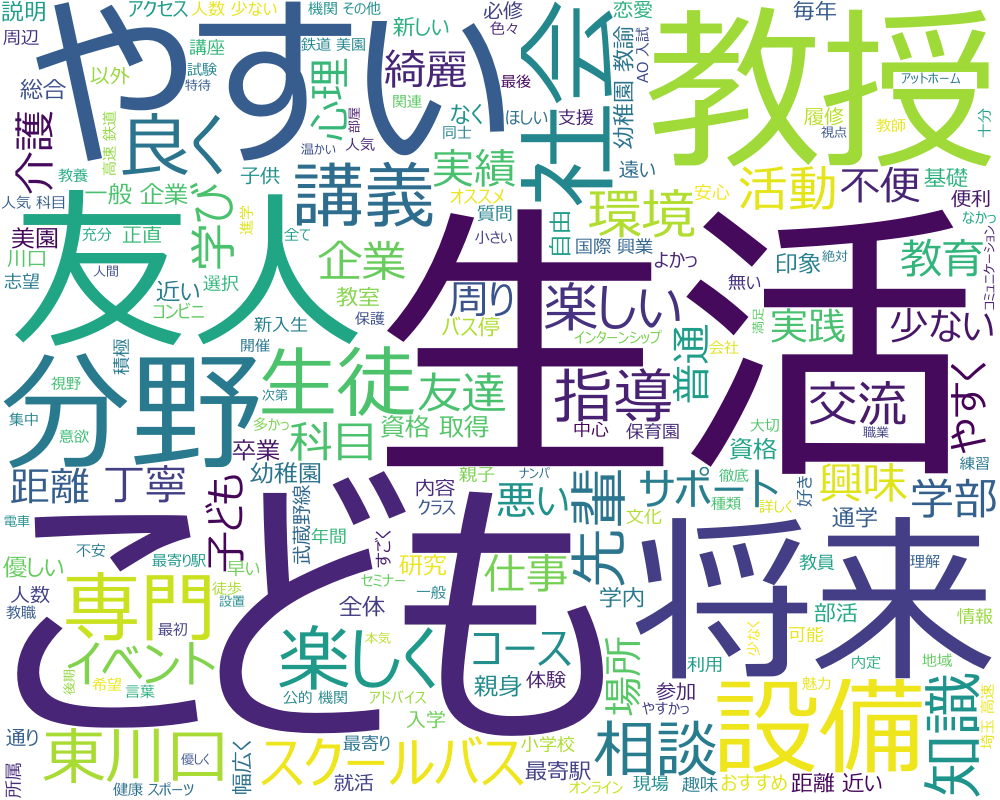 説明
アクセス
人数 少ない
機関 その他
必修
恋愛
毎年
周辺
やすい
講座
鉄道 美園
新しい
色々
社会
教諭
AO 入試
教授
アットホーム
総合
以外
試験
特待
心理
綺麗
最後
幼稚園
履修
視点
教師
十分
介護
高速 鉄道
良く
部屋
関連
なく
同士
ほしい
支援
温かい
人気
遠い
活動
不便
基礎
教養
一般 企業
子供
講義
実績
オススメ
環境
安心
便利
人気 科目
友人
学び
進学
質問
自由
なかっ
美園
充分
正直
全て
小さい
国際 興業
コミュニケーション
川口
人間
企業
生活
よかっ
印象
絶対
教育
志望
近い
選択
教室
周り
楽しい
無い
コンビニ
保護
バス停
インターンシップ
満足
実践
少ない
積極
新入生
開催
普通
会社
分野
視野
生徒
友達
指導
交流
やすく
集中
意欲
次第
多かっ
科目
資格 取得
中心
保育園
大切
職業
卒業
資格
練習
距離
丁寧
幼稚園
親子
ナンパ
先輩
サポート
徹底
好き
興味
学部
子ども
武蔵野線
内容
クラス
悪い
文化
種類
詳しく
通学
電車
不安
最寄り駅
早い
年間
すごく
優しい
こども
将来
教員
理解
人数
専門
徒歩
設置
セミナー
研究
仕事
学内
教職
最初
全体
一般
部活
情報
イベント
楽しく
本気
コース
場所
利用
少なく
可能
内定
地域
後期
希望
言葉
公的 機関
アドバイス
親身
体験
参加
やすかっ
魅力
設備
知識
埼玉 高速
通り
東川口
優しく
幅広く
スクールバス
入学
最寄り
小学校
相談
所属
健康 スポーツ
就活
オンライン
最寄駅
現場
趣味
おすすめ
距離 近い